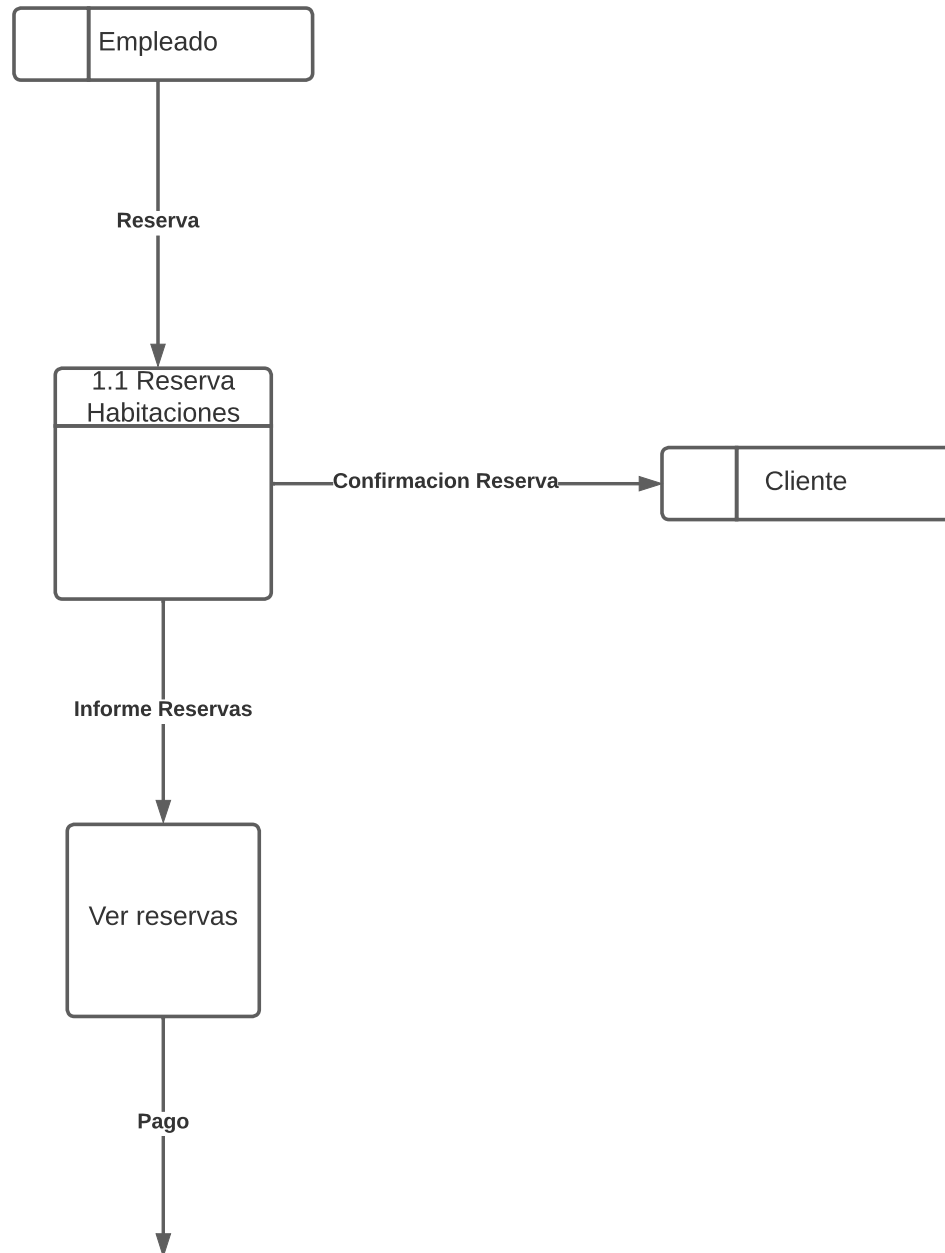 Empleado
Reserva
1.1 Reserva
Habitaciones
Confirmacion Reserva
Cliente
Informe Reservas
Ver reservas
Pago